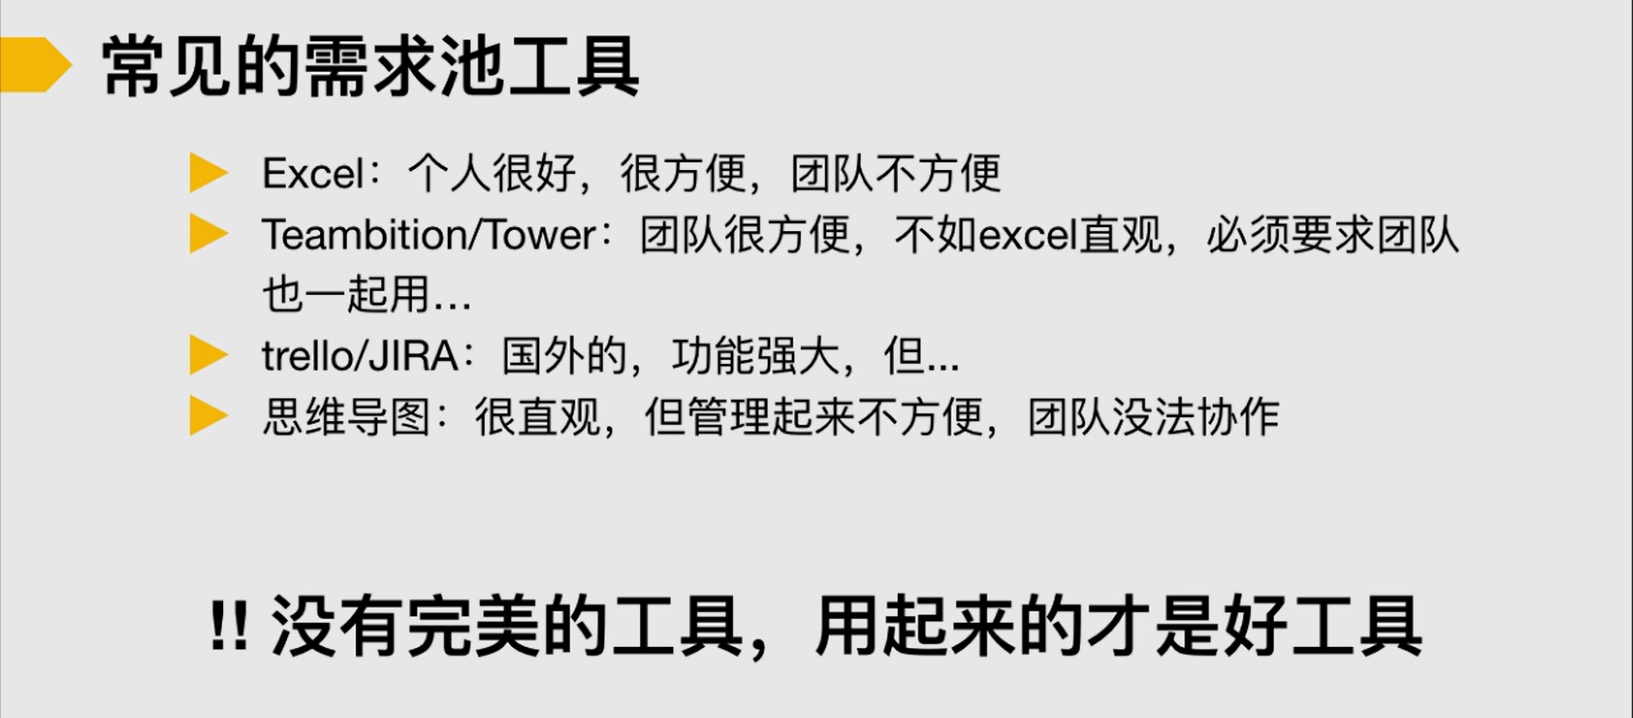 常见的需求池工具
Excel：个人很好，很方便，团队不方便
Teambition/Tower：团队很方便，不如excel直观，必须要求团队
也一起用…
trello/JIRA：国外的，功能强大，但...
思维导图：很直观，但管理起来不方便，团队没法协作
!! 没有完美的工具，用起来的才是好工具